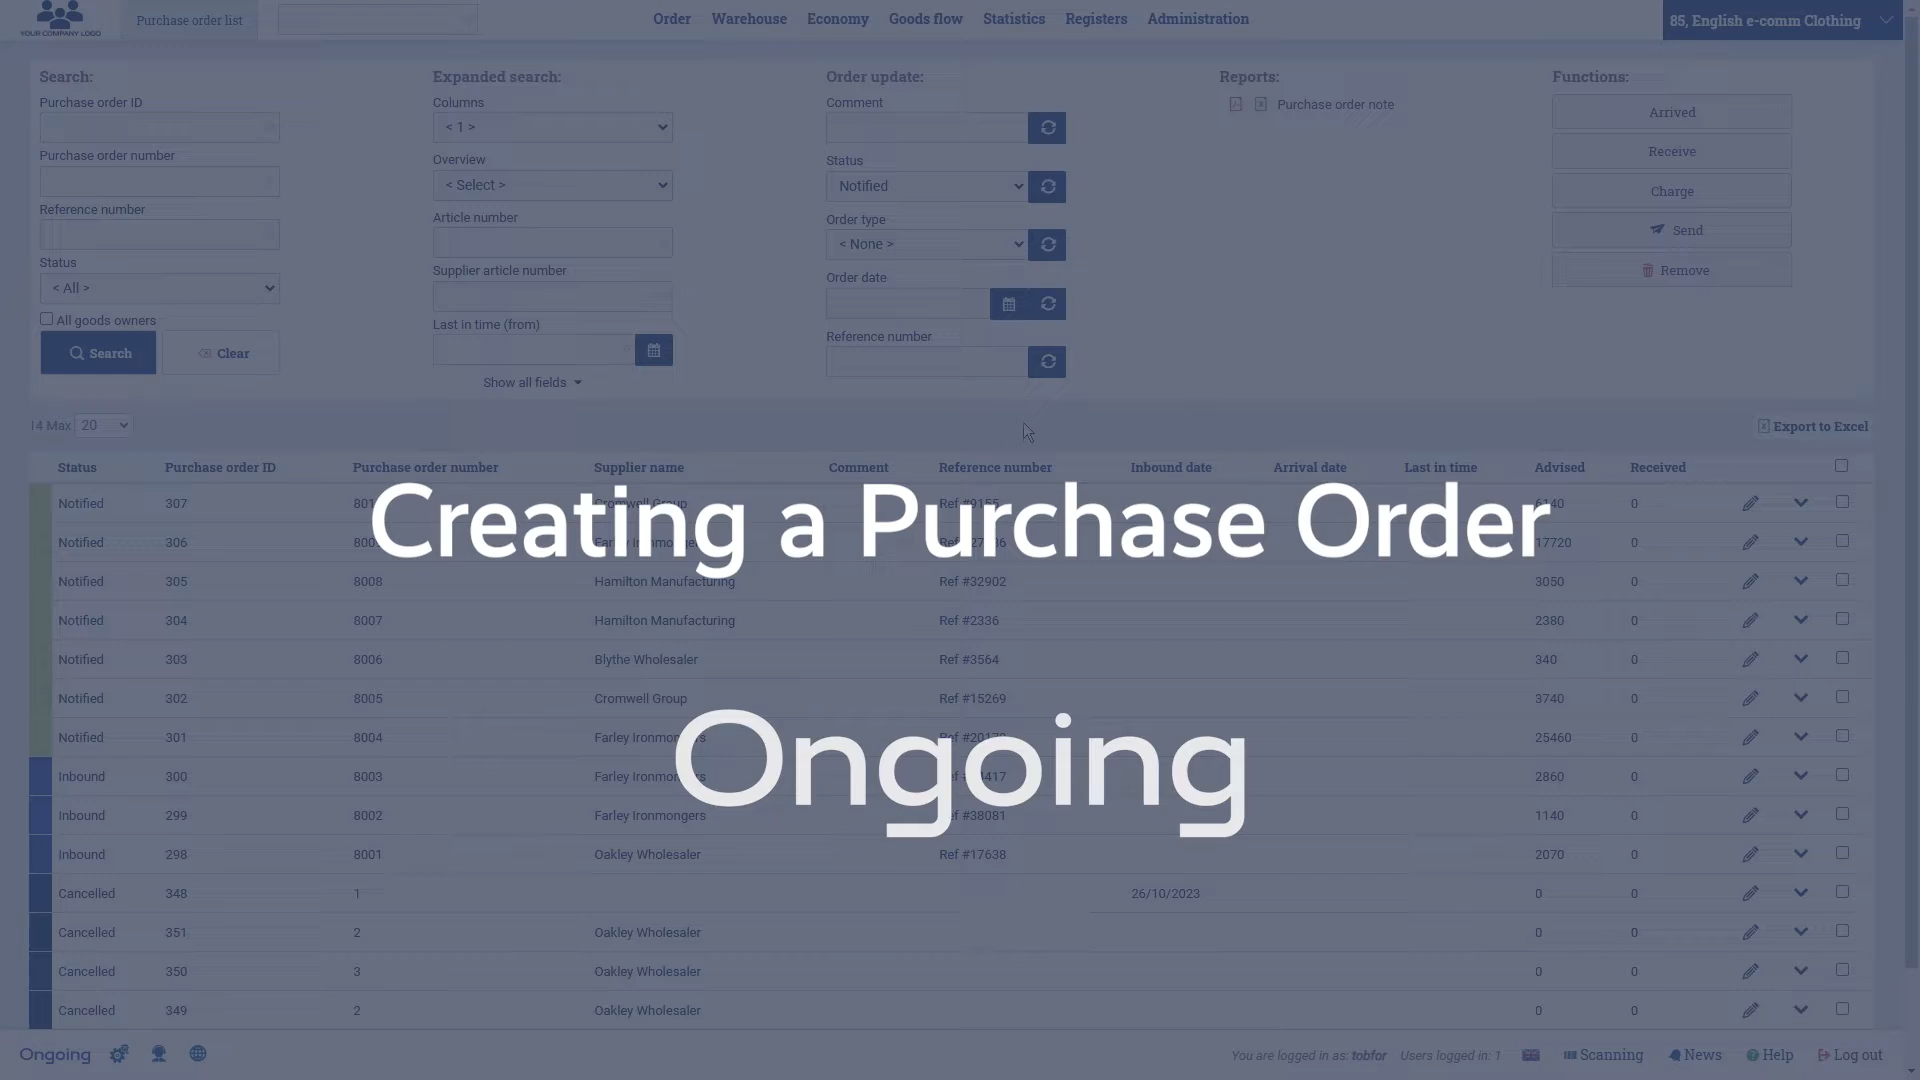 YOUR COMPANY LOGO
Purchase order list
Order Warehouse Economy Goods flow Statistics Registers Administration
85, English e-comm Clothing
Search: Expanded search: Order update: Reports: Functions:
Purchase order ID Columns Comment Purchase order note Arrived
< 1 >
Purchase order number Overview Status Receive
< Select > Notified Charge
Reference number Article number Order type
< None > Send
Status Supplier article number Order date Remove
< All >
All goods owners Last in time (from) Reference number
Search Clear
Show all fields
14 Max 20 Export to Excel
Status Purchase order ID Purchase order number Supplier name Comment Reference number Inbound date Arrival date Last in time Advised Received
Notified 307 Cromwell Group Ref #9155 6140 0
Creating a Purchase Order
Notified 306 17720 0
Notified 305 8008 Hamilton Manufacturing Ref #32902 3050 0
Notified 304 8007 Hamilton Manufacturing Ref #2336 2380 0
Notified 303 8006 Blythe Wholesaler Ref #3564 340 0
Notified 302 8005 Cromwell Group Ref #15269 3740 0
Notified 301 8004 25460 0
Ongoing
Inbound 300 8003 2860 0
Inbound 299 8002 Farley Ironmongers Ref #38081 1140 0
Inbound 298 8001 Oakley Wholesaler Ref #17638 2070 0
Cancelled 348 1 26/10/2023 0 0
Cancelled 351 2 Oakley Wholesaler 0 0
Cancelled 350 3 Oakley Wholesaler 0 0
Cancelled 349 2 Oakley Wholesaler 0 0
Ongoing You are logged in as: tobfor Users logged in: 1 Scanning News Help Log out